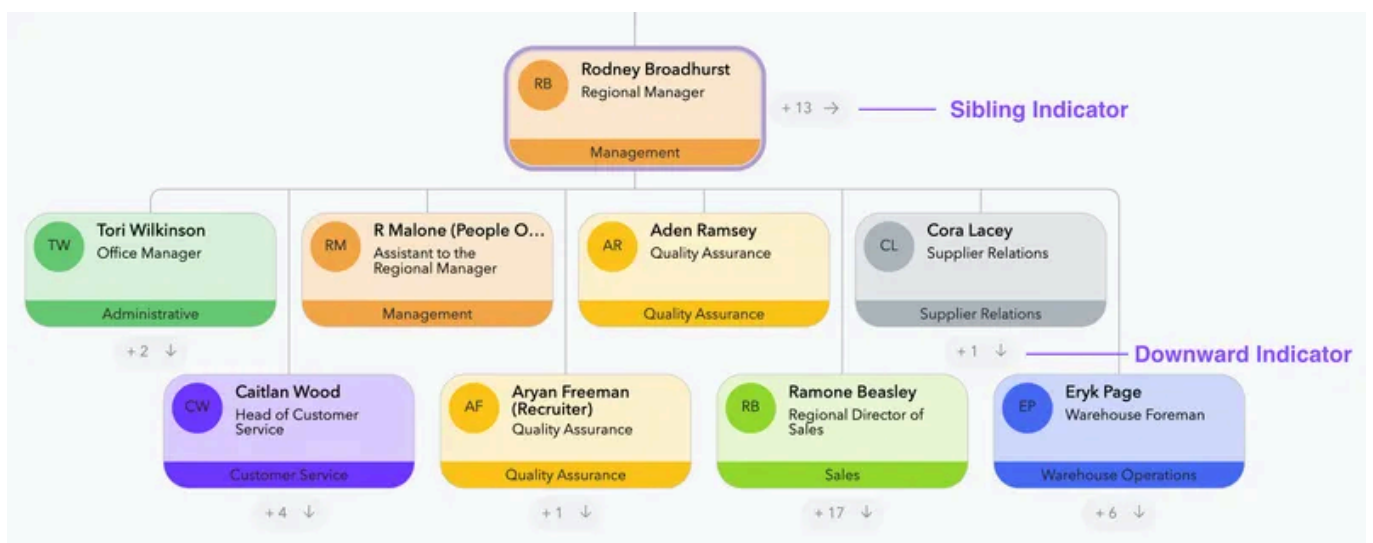 RB
Rodney Broadhurst
Regional Manager
Management
+ 13 →
Sibling Indicator
TW
Tori Wilkinson
Office Manager
Administrative
+ 2 ↓
RM
R Malone (People O...
Assistant to the
Regional Manager
Management
AR
Aden Ramsey
Quality Assurance
Quality Assurance
CL
Cora Lacey
Supplier Relations
Supplier Relations
+ 1 ↓
Downward Indicator
CW
Caitlan Wood
Head of Customer
Service
Customer Service
+ 4 ↓
AF
Aryan Freeman
(Recruiter)
Quality Assurance
Quality Assurance
+ 1 ↓
RB
Ramone Beasley
Regional Director of
Sales
Sales
+ 17 ↓
EP
Eryk Page
Warehouse Foreman
Warehouse Operations
+ 6 ↓